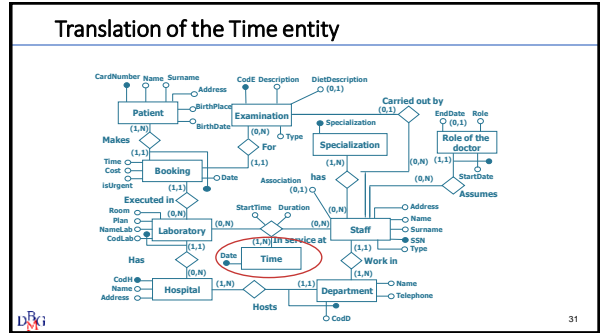 Translation of the Time entity
CardNumber Name Surname
Address
BirthPlace
BirthDate
Patient
(1,N)
Makes
(1,1)
CodE Description
DietDescription
(0,1)
Examination
Type
(0,N)
For
(1,1)
Carried out by
(0,1)
(0,N)
Specialization
Specialization
(1,N)
has
EndDate Role
(0,1)
Role of the
doctor
(1,1)
StartDate
(0,N)
Assumes
Time
Cost
isUrgent
Booking
Date
(1,1)
Executed in
(0,N)
Association
(0,1)
(0,N)
StartTime Duration
Room
Plan
NameLab
CodLab
Laboratory
(0,N)
(0,N)
Staff
Address
Name
Surname
SSN
Type
(1,N) In service at
Date
Time
(1,1)
Has
(0,N)
(1,1)
Work in
(1,N)
CodH
Name
Address
Hospital
(1,N)
(1,1)
Hosts
Department
Name
Telephone
CodD
DBMG
31